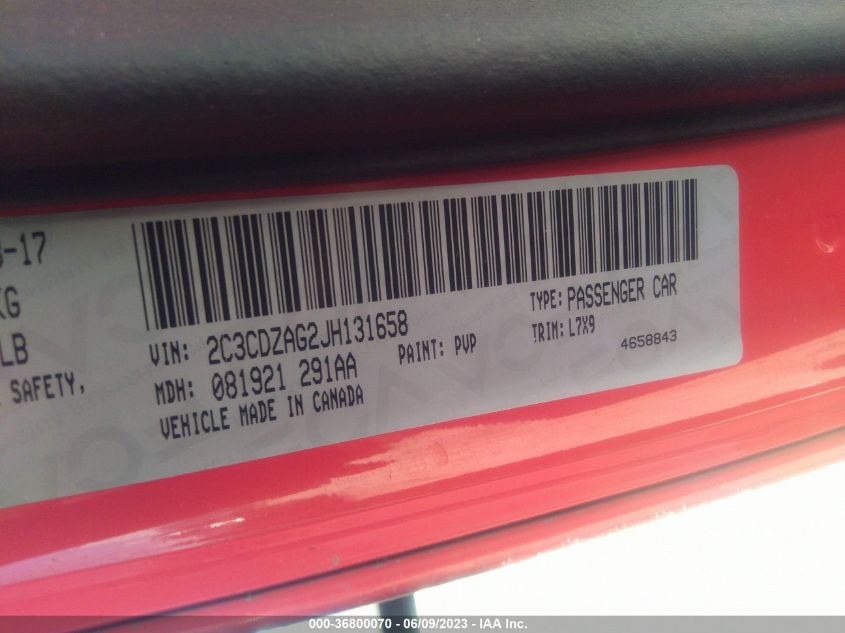 -17
KG
LB
SAFETY,
VIN: 2C3CDZAG2JH131658
TYPE: PASSENGER CAR
MDH: 081921 291AA
PAINT: PVP
TRIM: L7X9
4658843
VEHICLE MADE IN CANADA
000-36800070 - 06/09/2023 - IAA Inc.